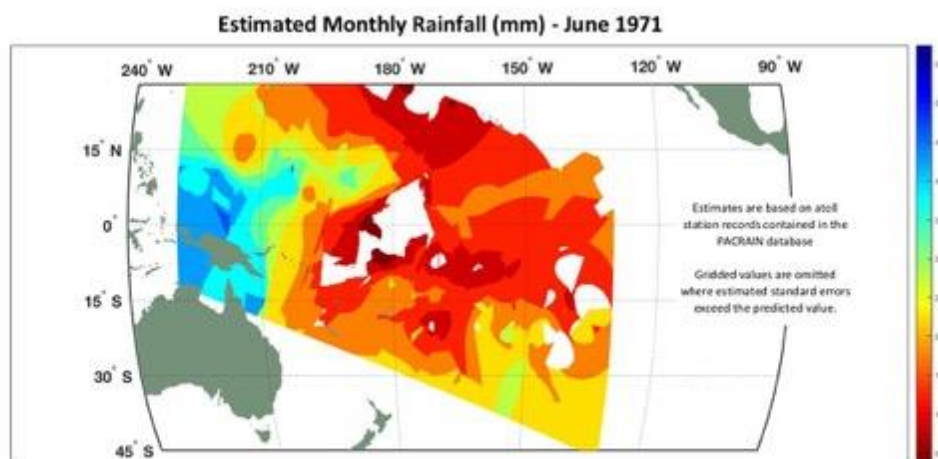 Estimated Monthly Rainfall (mm) - June 1971
240° W
210° W
180° W
150° W
120° W
90° W
15° N
0°
15° S
30° S
45° S
Estimates are based on atoll
station records contained in the
PACRAIN database
Gridded values are omitted
where estimated standard errors
exceed the predicted value.